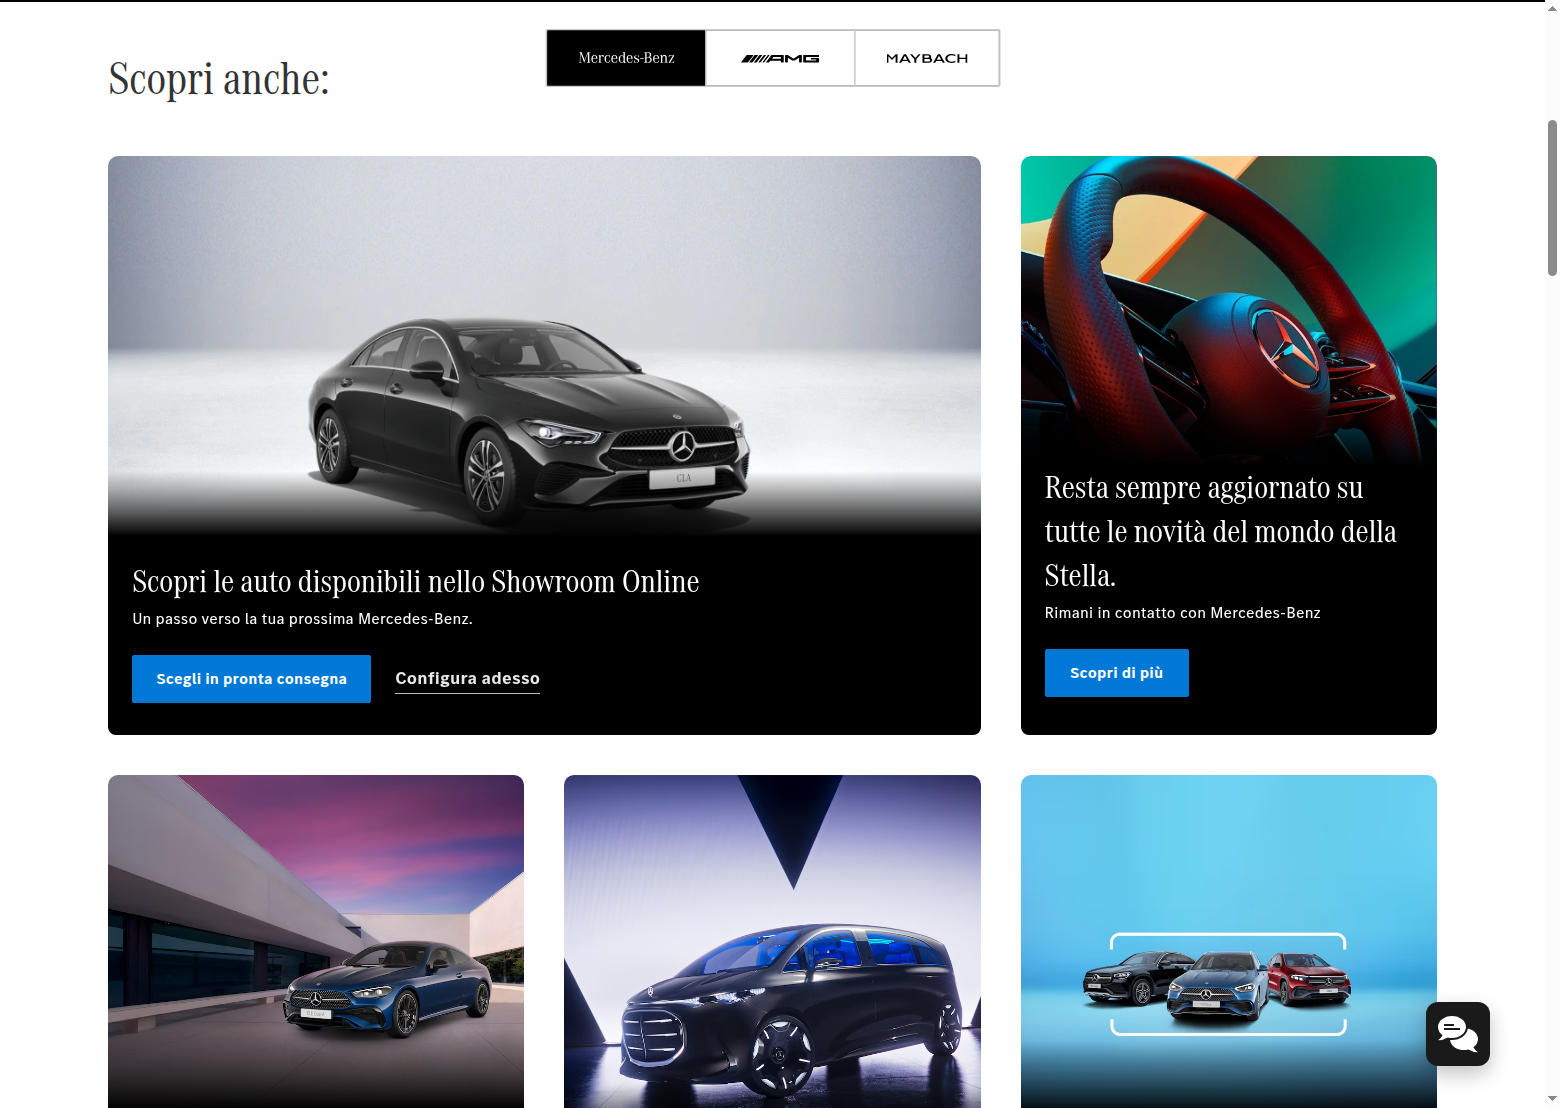 Scopri anche:
Mercedes-Benz
AMG
MAYBACH
CLA
Scopri le auto disponibili nello Showroom Online
Un passo verso la tua prossima Mercedes-Benz.
Scegli in pronta consegna
Configura adesso
Resta sempre aggiornato su
tutte le novità del mondo della
Stella.
Rimani in contatto con Mercedes-Benz
Scopri di più